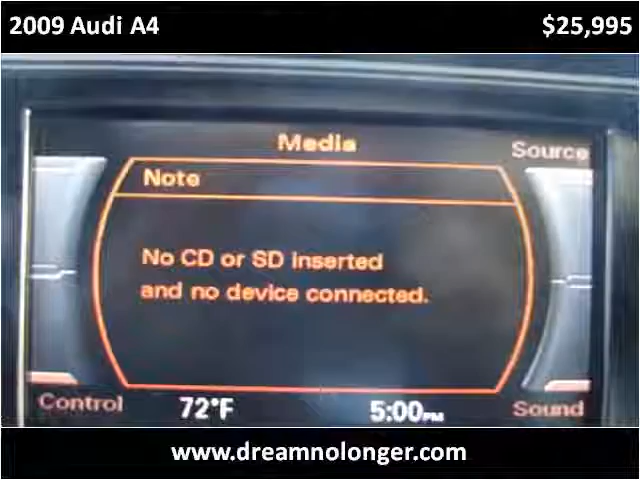 2009 Audi A4 $25,995
Media
Source
Note
No CD or SD inserted
and no device connected.
Control 72°F 5:00PM Sound
www.dreamnolonger.com